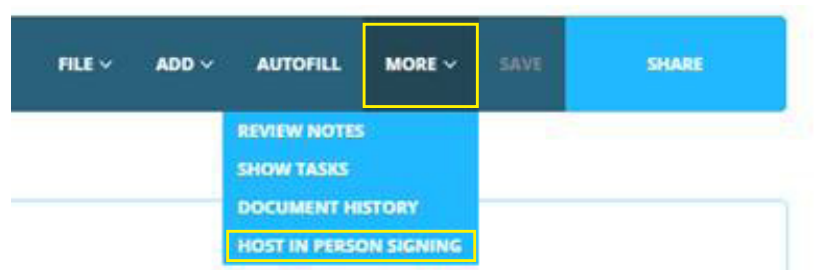 FILE ADD AUTOFILL MORE SAVE SHARE
REVIEW NOTES
SHOW TASKS
DOCUMENT HISTORY
HOST IN PERSON SIGNING